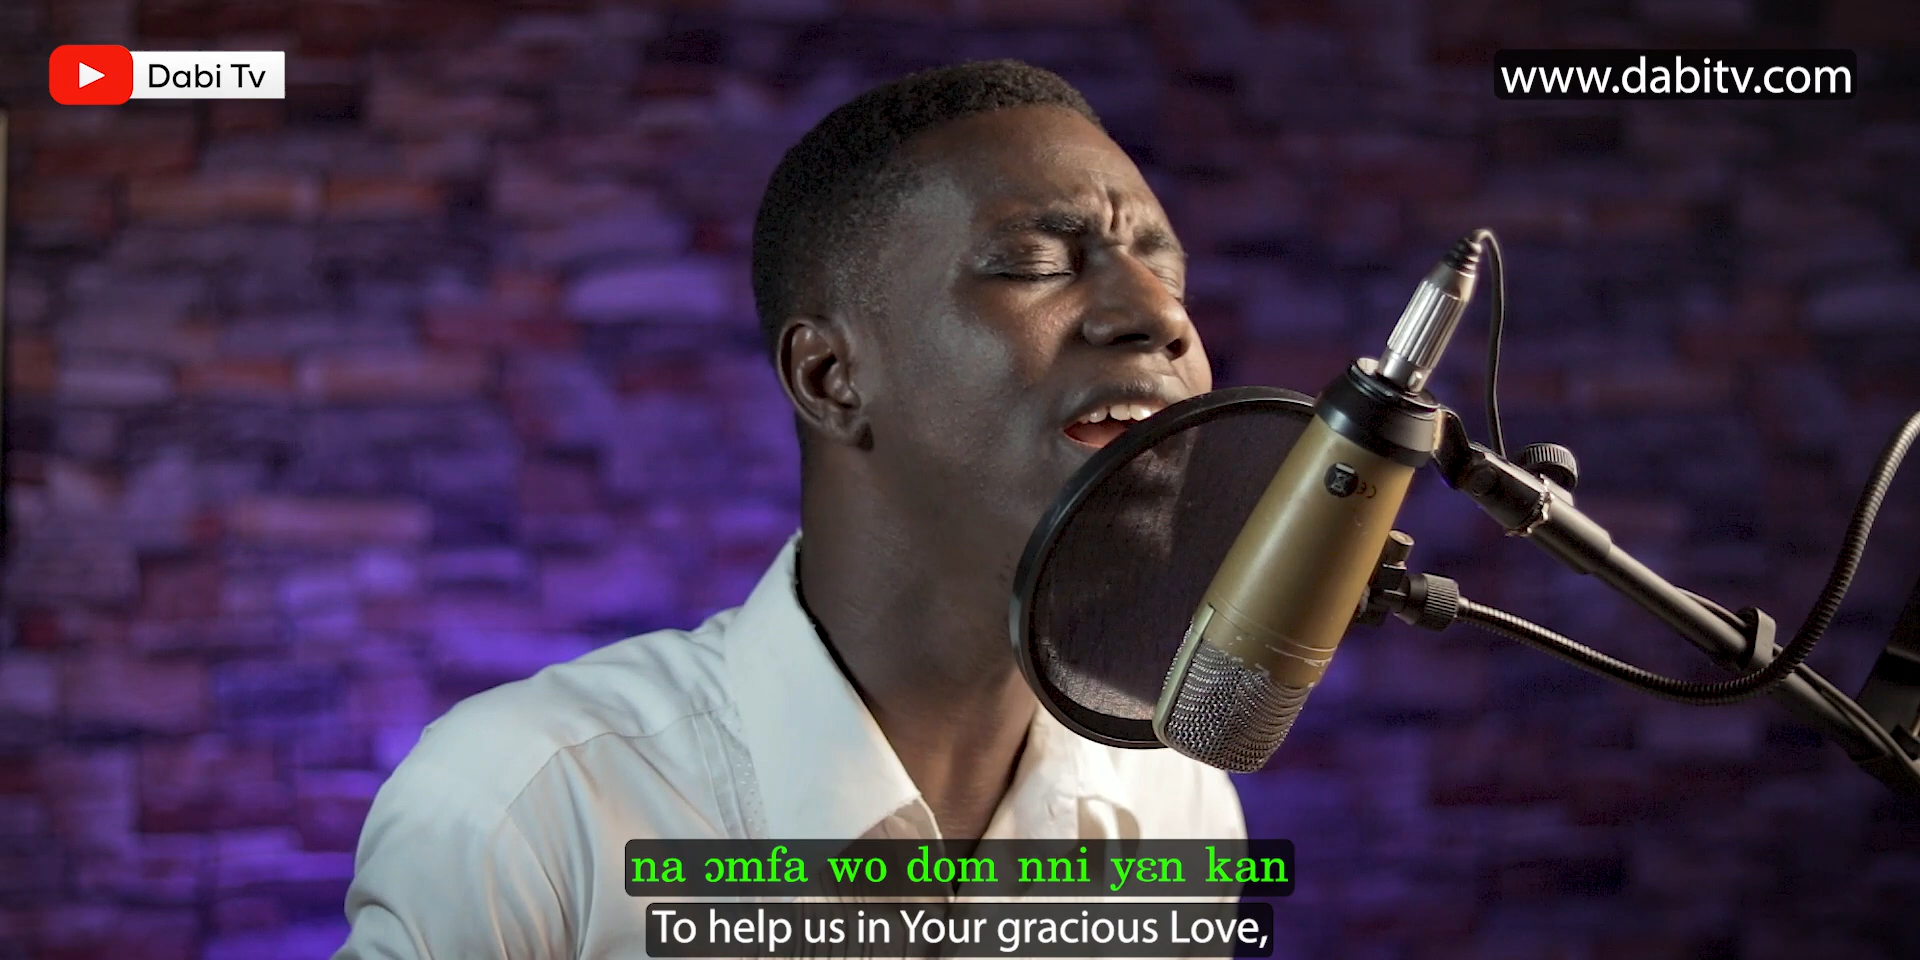 Dabi Tv
www.dabitv.com
na ɔmfa wo dom nni yɛn kan
To help us in Your gracious Love,